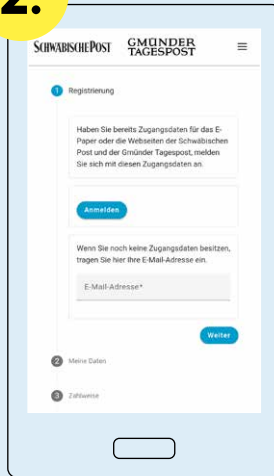 2.
SCHWÄBISCHE POST GMÜNDER
TAGESPOST
1 Registrierung
Haben Sie bereits Zugangsdaten für das E-
Paper oder die Webseiten der Schwäbischen
Post und der Gmünder Tagespost, melden
Sie sich mit diesen Zugangsdaten an.
Anmelden
Wenn Sie noch keine Zugangsdaten besitzen,
tragen Sie hier Ihre E-Mail-Adresse ein.
E-Mail-Adresse*
Weiter
2 Meine Daten
3 Zahlweise